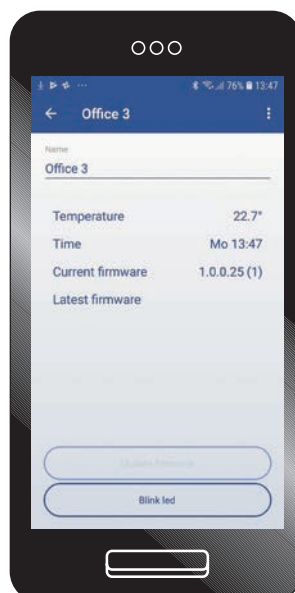 76% 13:47
Office 3
Name
Office 3
Temperature 22.7°
Time Mo 13:47
Current firmware 1.0.0.25 (1)
Latest firmware
Update firmware
Blink led